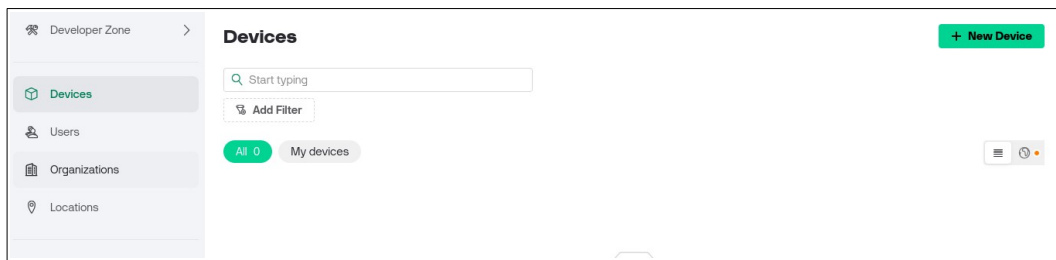 Developer Zone
Devices
Users
Organizations
Locations
Devices
+ New Device
Start typing
Add Filter
All 0
My devices